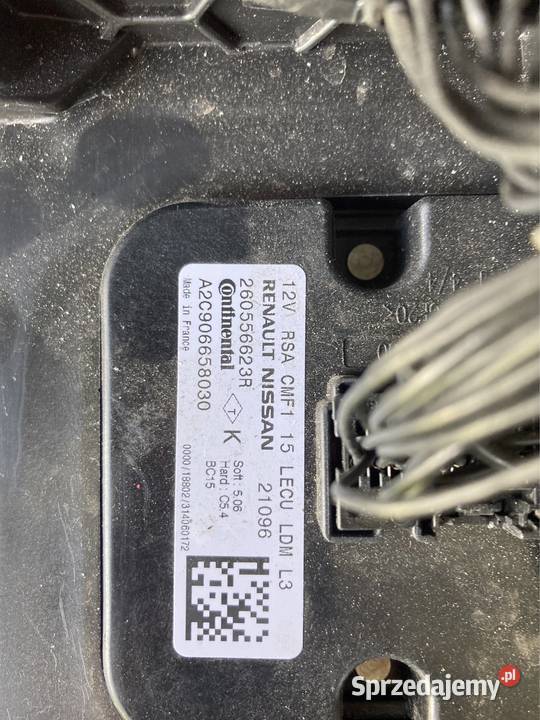 12V RSA CMF1 15 LECU LDM L3
RENAULT NISSAN 21096
260556623R T K Soft: 5.06
Continental Hard: C5.4
A2C906658030 BC15
Made in France 0000/18802/314060172
Sprzedajemy.pl